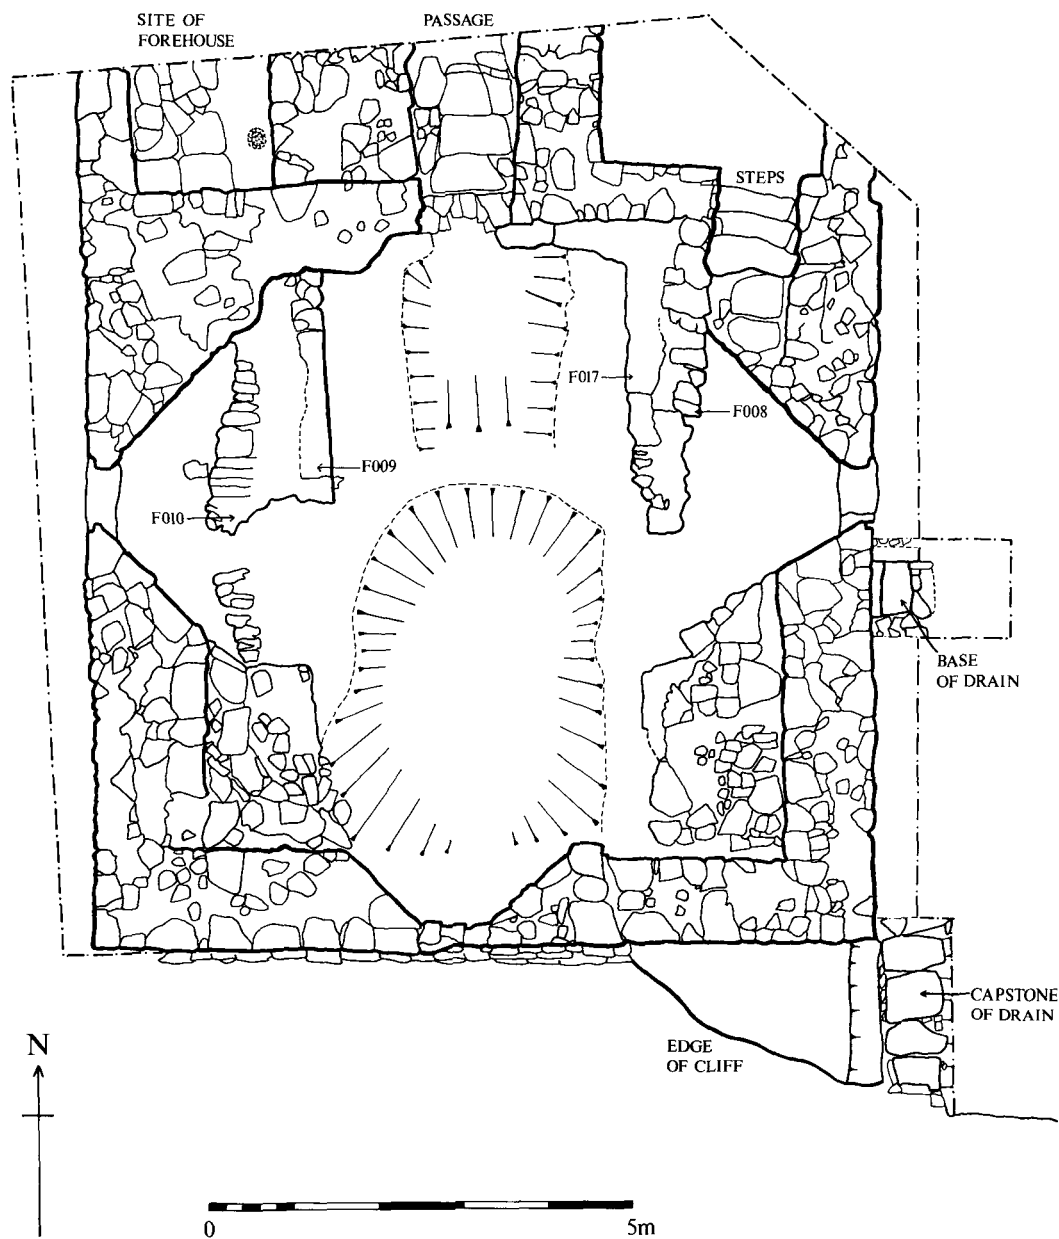 SITE OF
FOREHOUSE
PASSAGE
STEPS
F017
F008
F009
F010
BASE
OF DRAIN
CAPSTONE
OF DRAIN
EDGE
OF CLIFF
N
0
5m